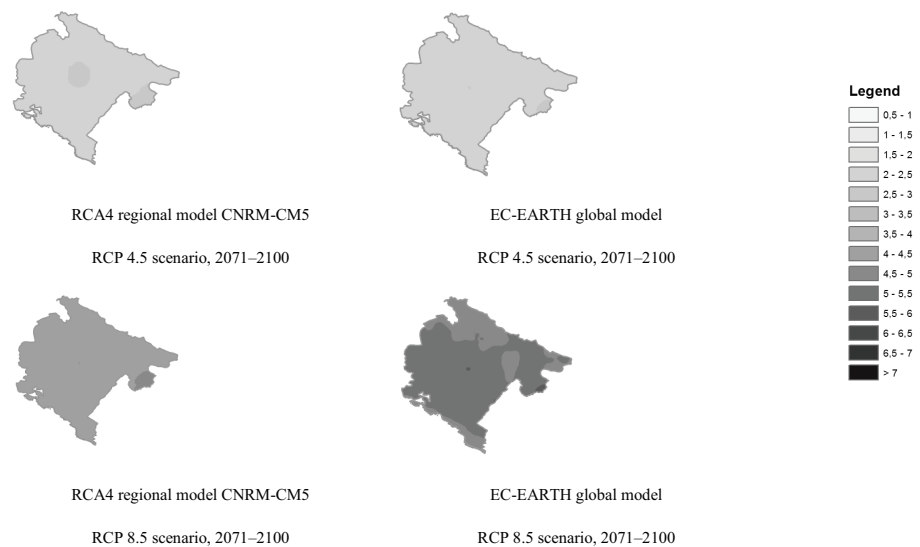 RCA4 regional model CNRM-CM5
RCP 4.5 scenario, 2071–2100
EC-EARTH global model
RCP 4.5 scenario, 2071–2100
RCA4 regional model CNRM-CM5
RCP 8.5 scenario, 2071–2100
EC-EARTH global model
RCP 8.5 scenario, 2071–2100
Legend
0,5 - 1
1 - 1,5
1,5 - 2
2 - 2,5
2,5 - 3
3 - 3,5
3,5 - 4
4 - 4,5
4,5 - 5
5 - 5,5
5,5 - 6
6 - 6,5
6,5 - 7
> 7